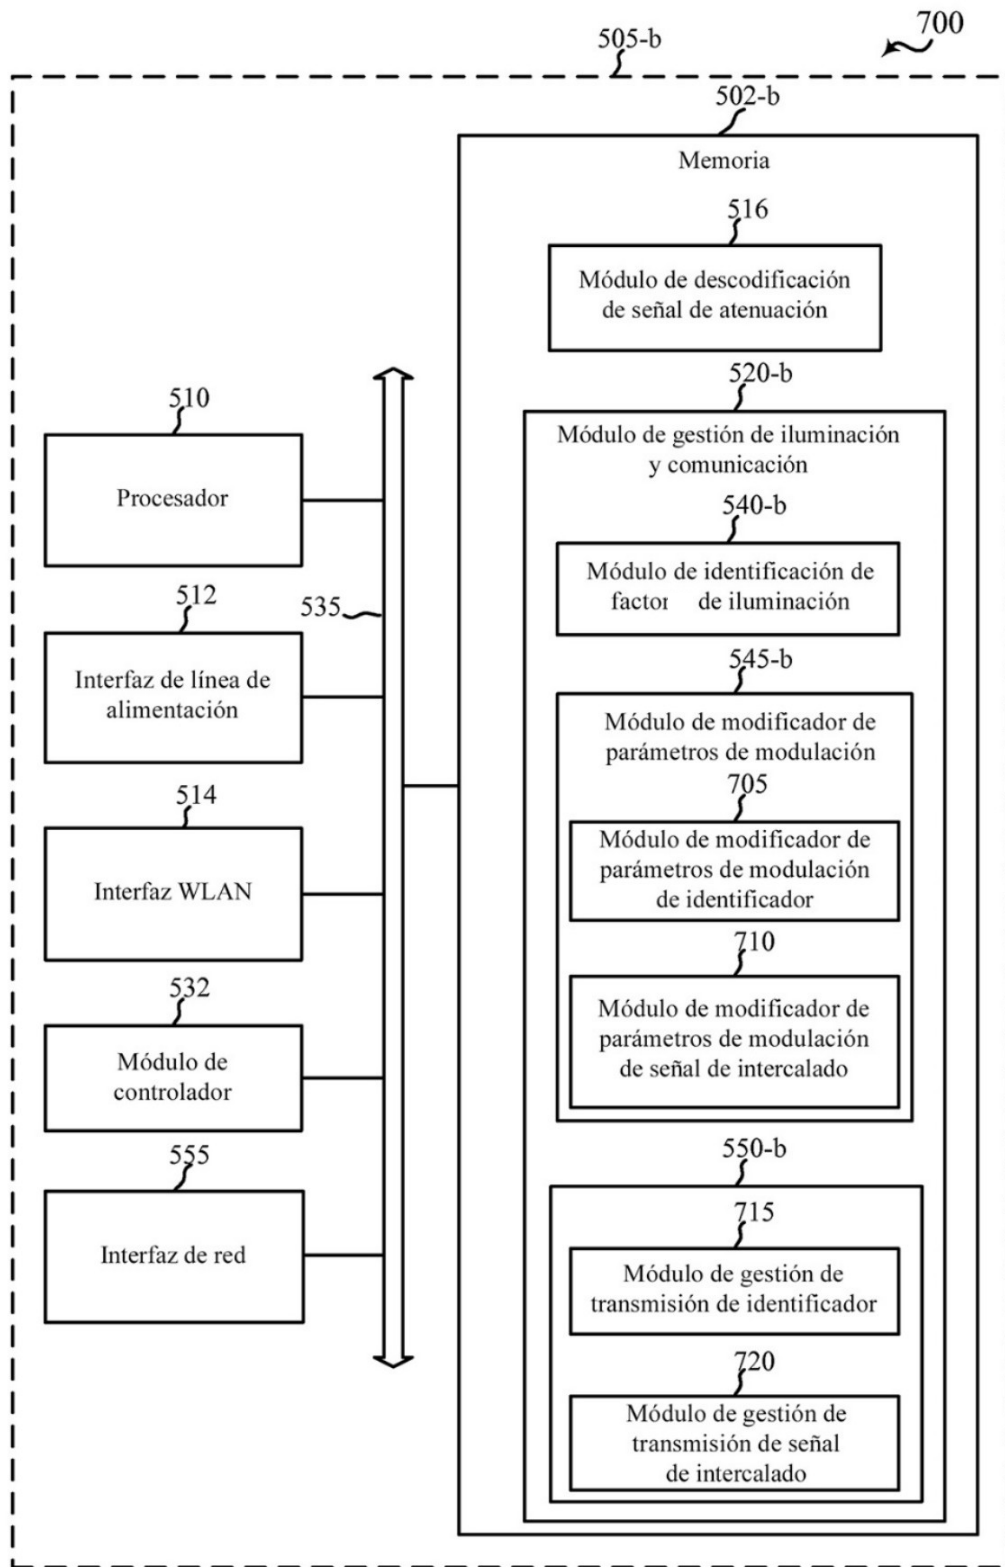 700
505-b
502-b
Memoria
516
Módulo de descodificación
de señal de atenuación
520-b
Módulo de gestión de iluminación
y comunicación
540-b
Módulo de identificación de
factor de iluminación
545-b
Módulo de modificador de
parámetros de modulación
705
Módulo de modificador de
parámetros de modulación
de identificador
710
Módulo de modificador de
parámetros de modulación
de señal de intercalado
550-b
715
Módulo de gestión de
transmisión de identificador
720
Módulo de gestión de
transmisión de señal
de intercalado
510
Procesador
535
512
Interfaz de línea de
alimentación
514
Interfaz WLAN
532
Módulo de
controlador
555
Interfaz de red